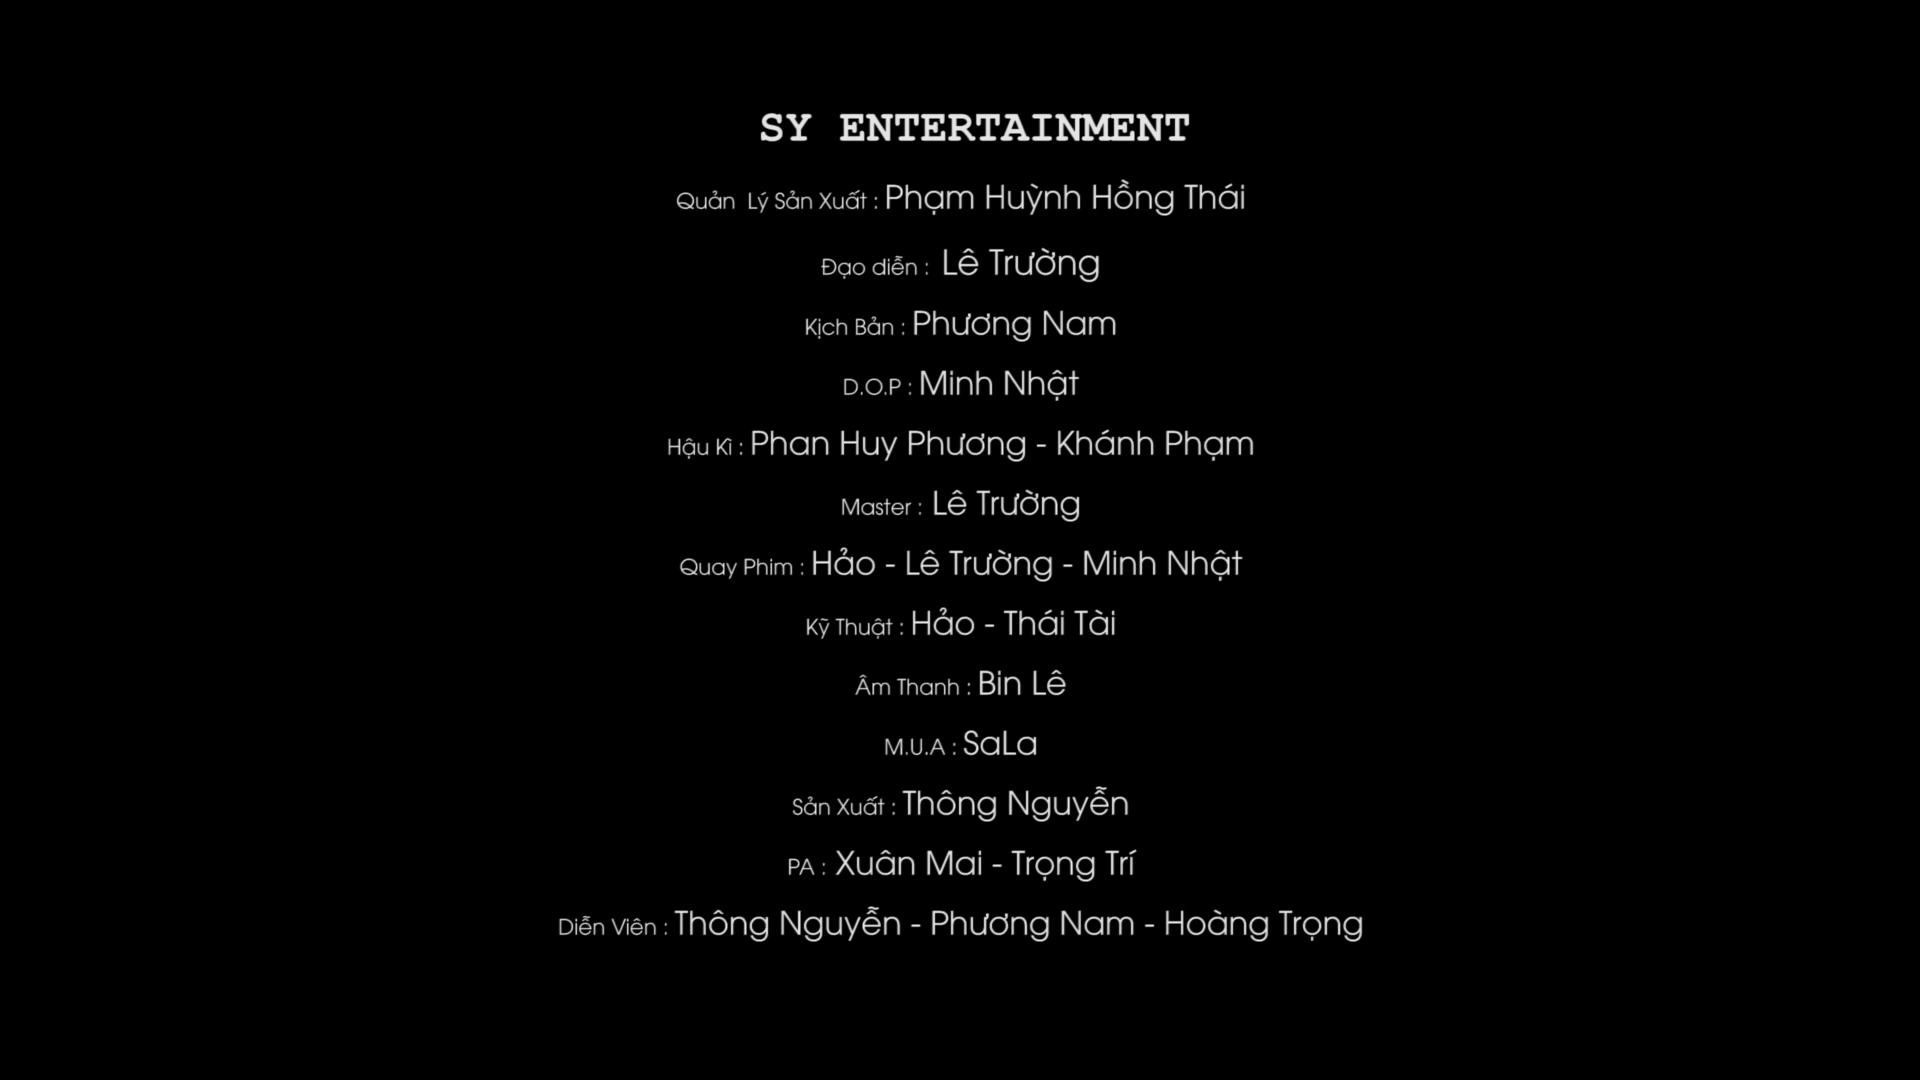 SY ENTERTAINMENT
Quản Lý Sản Xuất : Phạm Huỳnh Hồng Thái
Đạo diễn : Lê Trường
Kịch Bản : Phương Nam
D.O.P : Minh Nhật
Hậu Kì : Phan Huy Phương - Khánh Phạm
Master : Lê Trường
Quay Phim : Hảo - Lê Trường - Minh Nhật
Kỹ Thuật : Hảo - Thái Tài
Âm Thanh : Bin Lê
M.U.A : SaLa
Sản Xuất : Thông Nguyễn
PA : Xuân Mai - Trọng Trí
Diễn Viên : Thông Nguyễn - Phương Nam - Hoàng Trọng